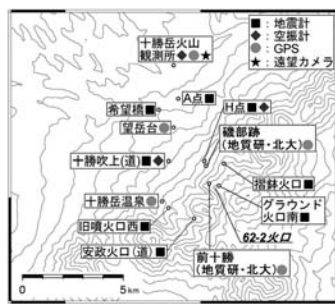 ■：地震計
◆：空振計
●：GPS
★：遠望カメラ
十勝岳火山
観測所◆●★
A点■
希望橋■
H点■◆
望岳台●
磯部跡
(地質研・北大)●
十勝吹上(道)■◆
摺鉢火口■
十勝岳温泉●
グラウンド
火口南■
旧噴火口西■
62-2火口
安政火口(道)■
前十勝
(地質研・北大)●
0
5
km